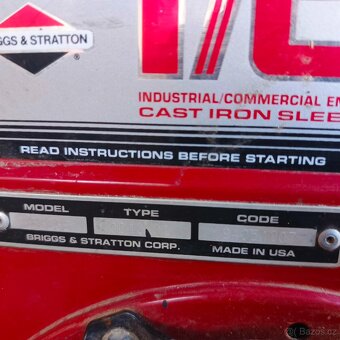 GGS & STRATTON
I/C
INDUSTRIAL/COMMERCIAL EN
CAST IRON SLEE
READ INSTRUCTIONS BEFORE STARTING
MODEL TYPE CODE
BRIGGS & STRATTON CORP. MADE IN USA
Bazoš.cz